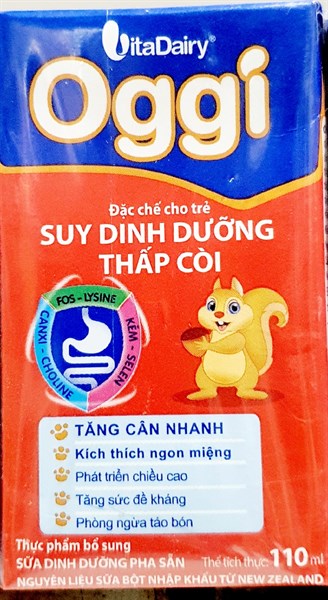 VitaDairy®
Oggi
Đặc chế cho trẻ
SUY DINH DƯỠNG
THẤP CÒI
FOS - LYSINE
CANXI - CHOLINE
KẼM - SELEN
TĂNG CÂN NHANH
Kích thích ngon miệng
Phát triển chiều cao
Tăng sức đề kháng
Phòng ngừa táo bón
Thực phẩm bổ sung
SỮA DINH DƯỠNG PHA SẴN Thể tích thực: 110 ml
NGUYÊN LIỆU SỮA BỘT NHẬP KHẨU TỪ NEW ZEALAND